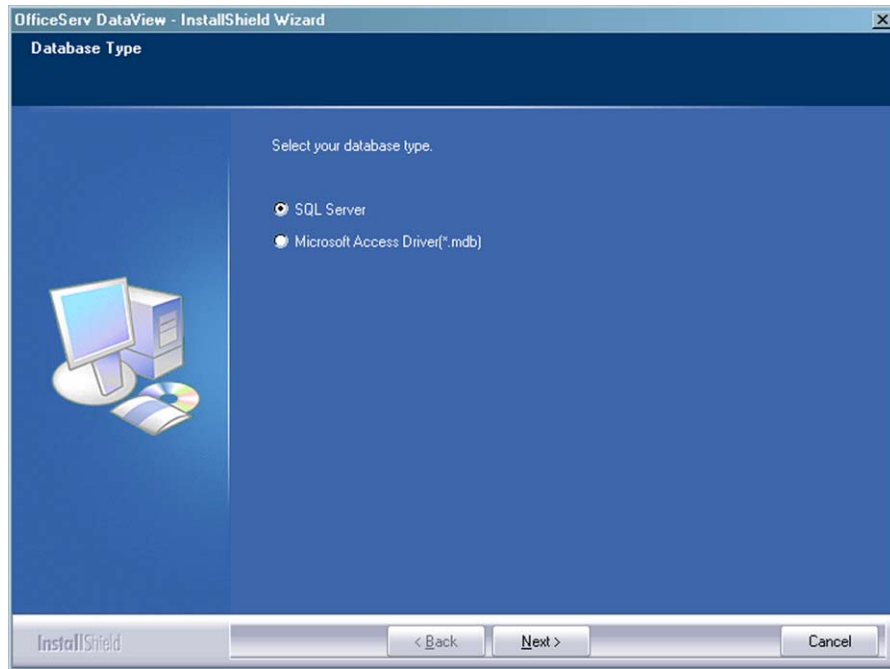 OfficeServ DataView - InstallShield Wizard
Database Type
Select your database type.
SQL Server
Microsoft Access Driver(*.mdb)
InstallShield
< Back
Next >
Cancel